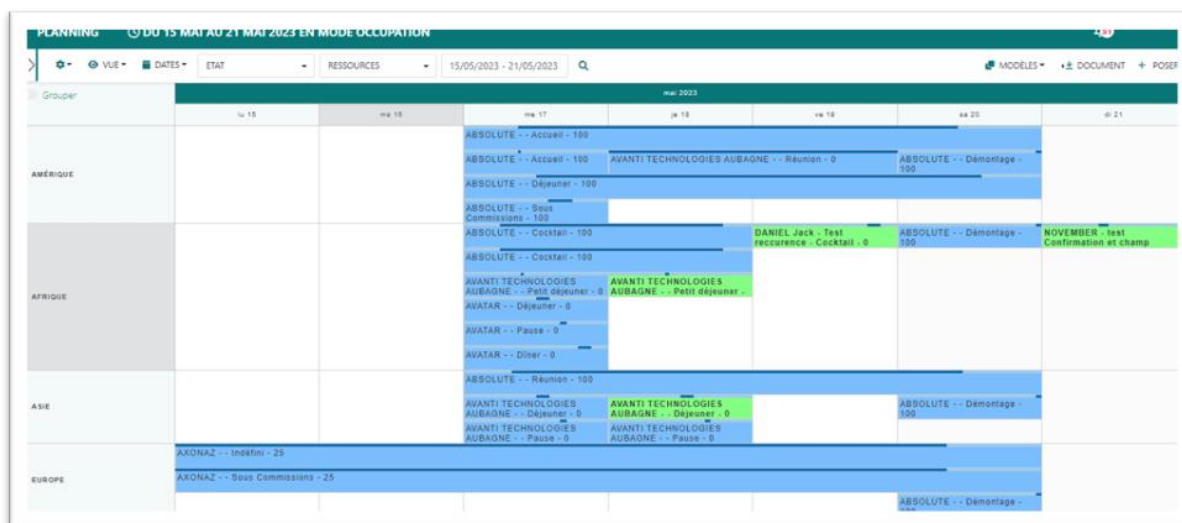 PLANNING DU 15 MAI AU 21 MAI 2023 EN MODE OCCUPATION
VUE DATES ETAT RESSOURCES 15/05/2023 - 21/05/2023 MODÈLES DOCUMENT + POSER
Grouper mai 2023
lu 15 ma 16 me 17 je 18 ve 19 sa 20 di 21
AMÉRIQUE
ABSOLUTE - - Accueil - 100
ABSOLUTE - - Accueil - 100
AVANTI TECHNOLOGIES AUBAGNE - - Réunion - 0
ABSOLUTE - - Démontage -
100
ABSOLUTE - - Déjeuner - 100
ABSOLUTE - - Sous
Commissions - 100
AFRIQUE
ABSOLUTE - - Cocktail - 100
DANIEL Jack - Test
reccurence - Cocktail - 0
ABSOLUTE - - Démontage -
100
NOVEMBER - test
Confirmation et champ
ABSOLUTE - - Cocktail - 100
AVANTI TECHNOLOGIES
AUBAGNE - - Petit déjeuner - 0
AVANTI TECHNOLOGIES
AUBAGNE - - Petit déjeuner -
AVATAR - - Déjeuner - 0
AVATAR - - Pause - 0
AVATAR - - Dîner - 0
ASIE
ABSOLUTE - - Réunion - 100
AVANTI TECHNOLOGIES
AUBAGNE - - Déjeuner - 0
AVANTI TECHNOLOGIES
AUBAGNE - - Déjeuner - 0
ABSOLUTE - - Démontage -
100
AVANTI TECHNOLOGIES
AUBAGNE - - Pause - 0
AVANTI TECHNOLOGIES
AUBAGNE - - Pause - 0
EUROPE
AXONAZ - - Indéfini - 25
AXONAZ - - Sous Commissions - 25
ABSOLUTE - - Démontage -